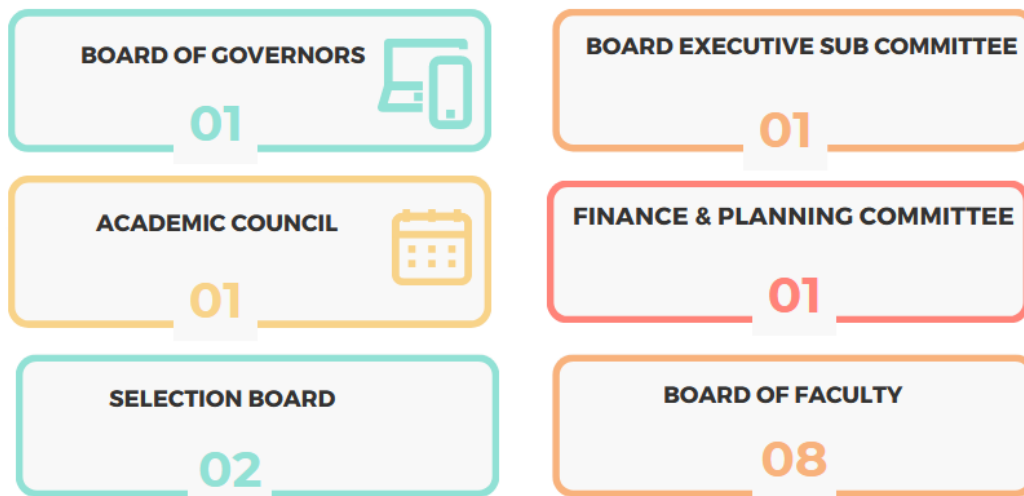 BOARD OF GOVERNORS
01
BOARD EXECUTIVE SUB COMMITTEE
01
ACADEMIC COUNCIL
01
FINANCE & PLANNING COMMITTEE
01
SELECTION BOARD
02
BOARD OF FACULTY
08